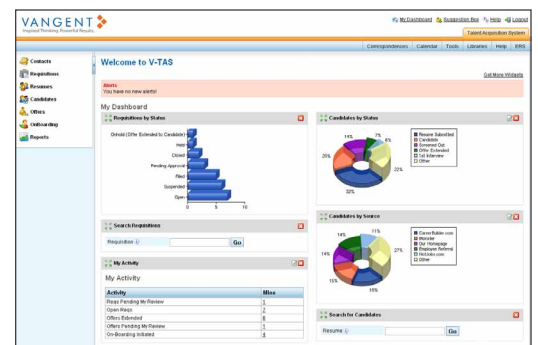 VANGENT
Inspired Thinking. Powerful Results.
My Dashboard Suggestion Box Help Logout
Talent Acquisition System
Correspondences Calendar Tools Libraries Help ERS
Contacts
Requisitions
Resumes
Candidates
Offers
Onboarding
Reports
Welcome to V-TAS
Get More Widgets
Alerts
You have no new alerts!
My Dashboard
Requisitions by Status
Onhold (Offer Extended to Candidate)
Held
Closed
Pending Approval
Filled
Suspended
Open
0 5 10
Search Requisitions
Requisition
Go
My Activity
My Activity
Activity Mine
Reqs Pending My Review 1
Open Reqs 7
Offers Extended 6
Offers Pending My Review 1
On-Boarding Initiated 4
Candidates by Status
14%
7%
6%
20%
22%
32%
Resume Submitted
Candidate
Screened Out
Offer Extended
1st Interview
Other
Candidates by Source
14%
11%
14%
27%
15%
19%
CareerBuilder.com
Monster
Our Homepage
Employee Referral
HotJobs.com
Other
Search for Candidates
Resume
Go